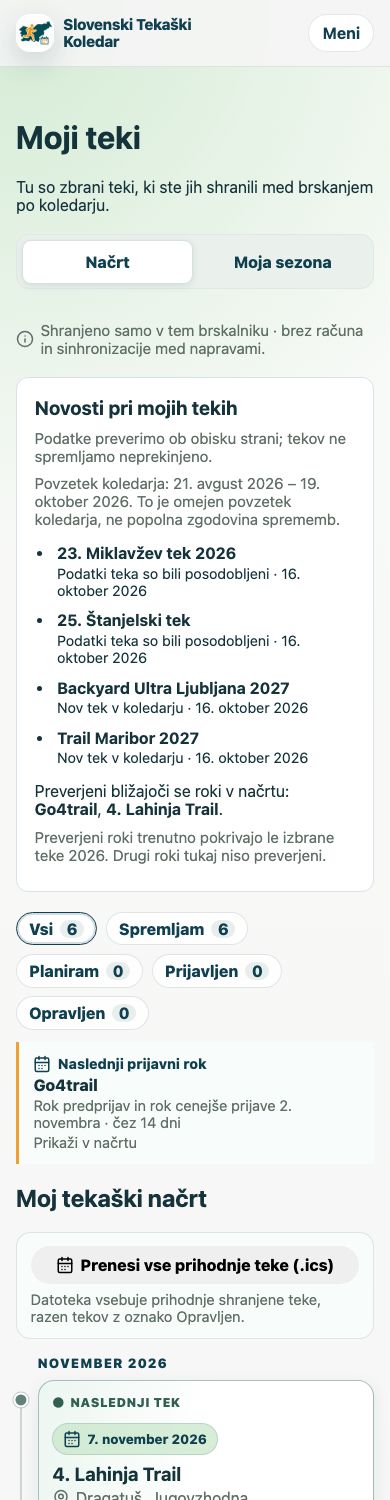 Slovenski Tekaški
Koledar
Meni
Moji teki
Tu so zbrani teki, ki ste jih shranili med brskanjem
po koledarju.
Načrt
Moja sezona
Shranjeno samo v tem brskalniku · brez računa
in sinhronizacije med napravami.
Novosti pri mojih tekih
Podatke preverimo ob obisku strani; tekov ne
spremljamo neprekinjeno.
Povzetek koledarja: 21. avgust 2026 – 19.
oktober 2026. To je omejen povzetek
koledarja, ne popolna zgodovina sprememb.
• 23. Miklavžev tek 2026
Podatki teka so bili posodobljeni · 16.
oktober 2026
• 25. Štanjelski tek
Podatki teka so bili posodobljeni · 16.
oktober 2026
• Backyard Ultra Ljubljana 2027
Nov tek v koledarju · 16. oktober 2026
• Trail Maribor 2027
Nov tek v koledarju · 16. oktober 2026
Preverjeni bližajoči se roki v načrtu:
Go4trail, 4. Lahinja Trail.
Preverjeni roki trenutno pokrivajo le izbrane
teke 2026. Drugi roki tukaj niso preverjeni.
Vsi 6
Spremljam 6
Planiram 0
Prijavljen 0
Opravljen 0
Naslednji prijavni rok
Go4trail
Rok predprijav in rok cenejše prijave 2.
novembra · čez 14 dni
Prikaži v načrtu
Moj tekaški načrt
Prenesi vse prihodnje teke (.ics)
Datoteka vsebuje prihodnje shranjene teke,
razen tekov z oznako Opravljen.
NOVEMBER 2026
NASLEDNJI TEK
7. november 2026
4. Lahinja Trail
Dragatuš, Jugovzhodna